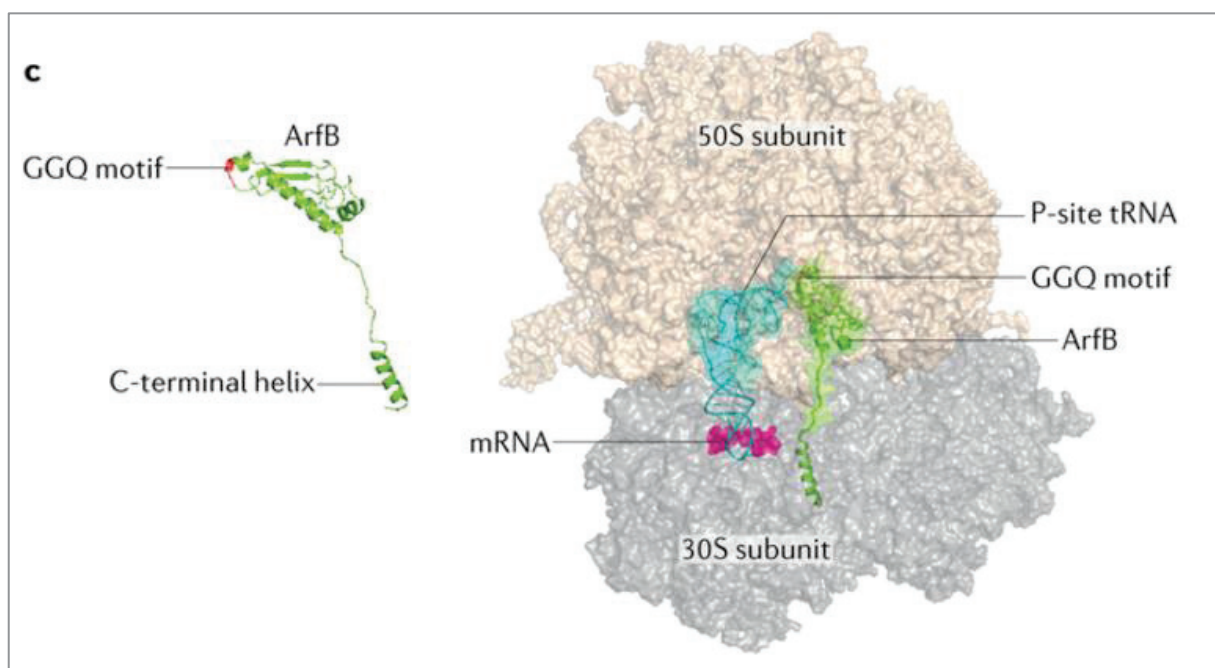 c
ArfB
GGQ motif
C-terminal helix
50S subunit
P-site tRNA
GGQ motif
ArfB
mRNA
30S subunit